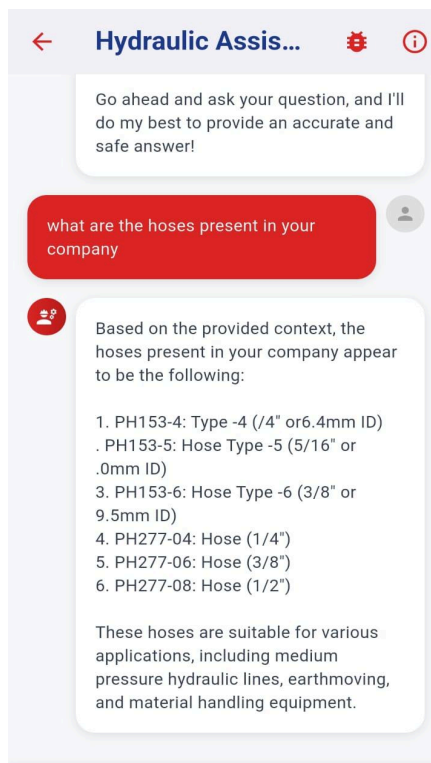 Hydraulic Assis...
Go ahead and ask your question, and I'll
do my best to provide an accurate and
safe answer!
what are the hoses present in your
company
Based on the provided context, the
hoses present in your company appear
to be the following:
1. PH153-4: Type -4 (/4" or6.4mm ID)
. PH153-5: Hose Type -5 (5/16" or
.0mm ID)
3. PH153-6: Hose Type -6 (3/8" or
9.5mm ID)
4. PH277-04: Hose (1/4")
5. PH277-06: Hose (3/8")
6. PH277-08: Hose (1/2")
These hoses are suitable for various
applications, including medium
pressure hydraulic lines, earthmoving,
and material handling equipment.